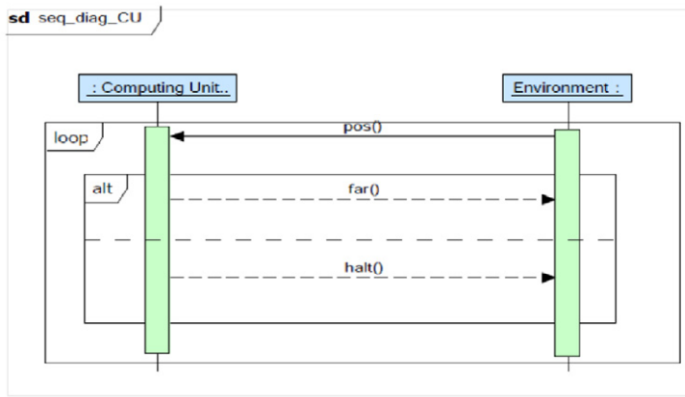 sd seq_diag_CU
: Computing Unit..
Environment :
loop
pos()
alt
far()
halt()